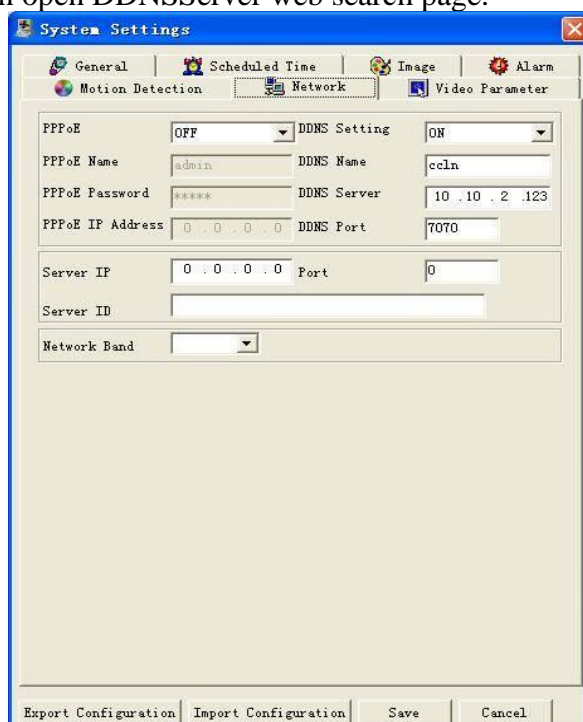 open DDNSServer web search page.
System Settings
General Scheduled Time Image Alarm
Motion Detection Network Video Parameter
PPPoE OFF DDNS Setting ON
PPPoE Name admin DDNS Name ccln
PPPoE Password ***** DDNS Server 10 .10 . 2 .123
PPPoE IP Address 0 . 0 . 0 . 0 DDNS Port 7070
Server IP 0 . 0 . 0 . 0 Port 0
Server ID
Network Band
Export Configuration Import Configuration Save Cancel